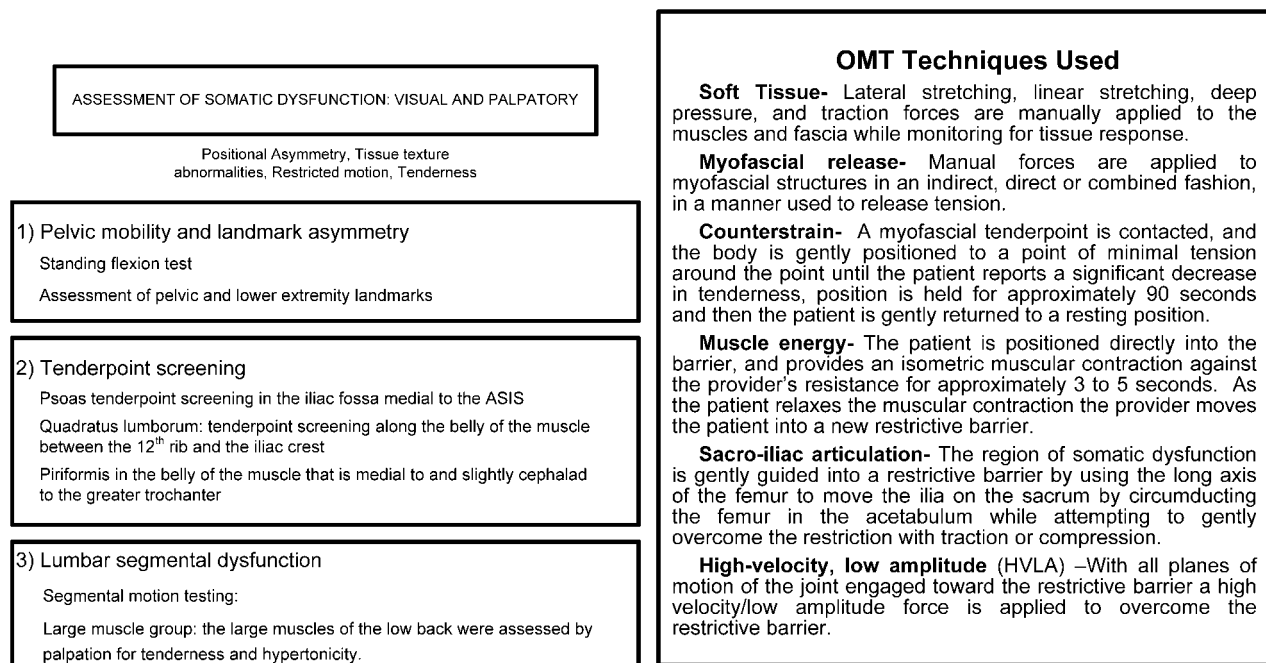 ASSESSMENT OF SOMATIC DYSFUNCTION: VISUAL AND PALPATORY
Positional Asymmetry, Tissue texture
abnormalities, Restricted motion, Tenderness
1) Pelvic mobility and landmark asymmetry
Standing flexion test
Assessment of pelvic and lower extremity landmarks
2) Tenderpoint screening
Psoas tenderpoint screening in the iliac fossa medial to the ASIS
Quadratus lumborum: tenderpoint screening along the belly of the muscle
between the 12th rib and the iliac crest
Piriformis in the belly of the muscle that is medial to and slightly cephalad
to the greater trochanter
3) Lumbar segmental dysfunction
Segmental motion testing:
Large muscle group: the large muscles of the low back were assessed by
palpation for tenderness and hypertonicity.
OMT Techniques Used
Soft Tissue- Lateral stretching, linear stretching, deep
pressure, and traction forces are manually applied to the
muscles and fascia while monitoring for tissue response.
Myofascial release- Manual forces are applied to
myofascial structures in an indirect, direct or combined fashion,
in a manner used to release tension.
Counterstrain- A myofascial tenderpoint is contacted, and
the body is gently positioned to a point of minimal tension
around the point until the patient reports a significant decrease
in tenderness, position is held for approximately 90 seconds
and then the patient is gently returned to a resting position.
Muscle energy- The patient is positioned directly into the
barrier, and provides an isometric muscular contraction against
the provider's resistance for approximately 3 to 5 seconds. As
the patient relaxes the muscular contraction the provider moves
the patient into a new restrictive barrier.
Sacro-iliac articulation- The region of somatic dysfunction
is gently guided into a restrictive barrier by using the long axis
of the femur to move the ilia on the sacrum by circumducting
the femur in the acetabulum while attempting to gently
overcome the restriction with traction or compression.
High-velocity, low amplitude (HVLA) –With all planes of
motion of the joint engaged toward the restrictive barrier a high
velocity/low amplitude force is applied to overcome the
restrictive barrier.